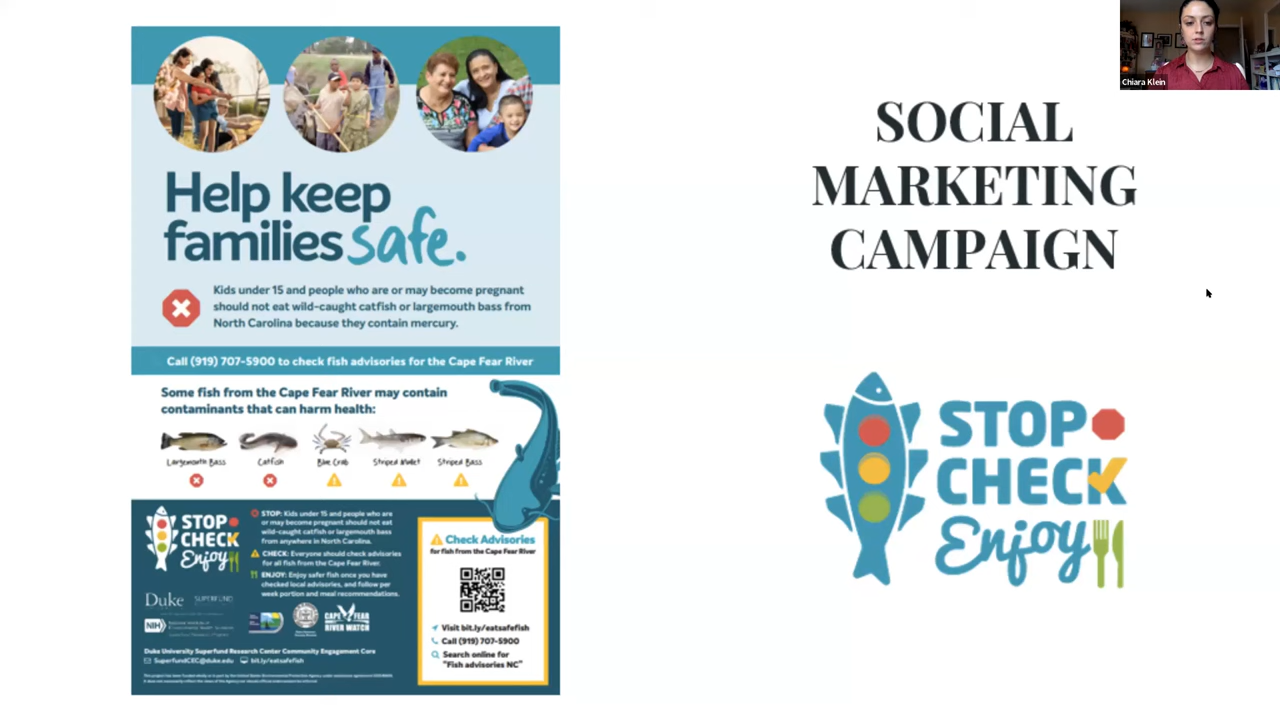 Help keep
families safe.
Kids under 15 and people who are or may become pregnant
should not eat wild-caught catfish or largemouth bass from
North Carolina because they contain mercury.
Call (919) 707-5900 to check fish advisories for the Cape Fear River
Some fish from the Cape Fear River may contain
contaminants that can harm health:
Largemouth Bass
Catfish
Blue Crab
Striped Mullet
Striped Bass
STOP
CHECK
Enjoy
STOP: Kids under 15 and people who are
or may become pregnant should not eat
wild-caught catfish or largemouth bass
from anywhere in North Carolina.
CHECK: Everyone should check advisories
for all fish from the Cape Fear River.
ENJOY: Enjoy safer fish once you have
checked local advisories, and follow per
week portion and meal recommendations.
Duke
SUPERFUND
NIH
CAPE FEAR
RIVER WATCH
Duke University Superfund Research Center Community Engagement Core
SuperfundCEC@duke.edu bit.ly/eatsafefish
Check Advisories
for fish from the Cape Fear River
Visit bit.ly/eatsafefish
Call (919) 707-5900
Search online for
"Fish advisories NC"
SOCIAL
MARKETING
CAMPAIGN
STOP
CHECK
Enjoy
Chiara Klein